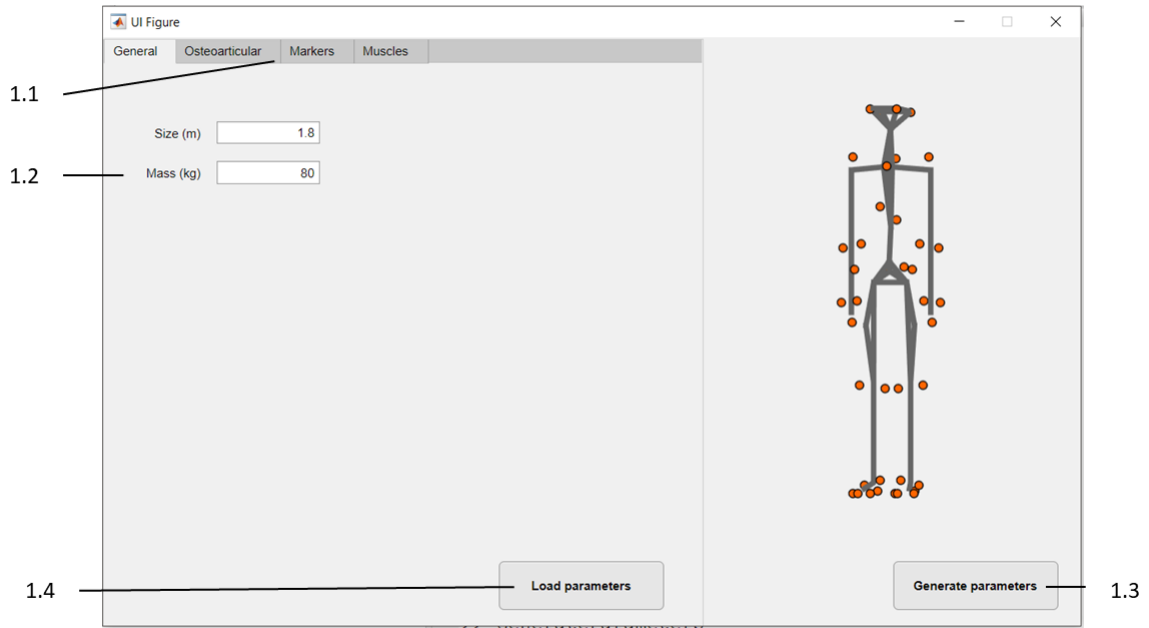 UI Figure
General Osteoarticular Markers Muscles
1.1
Size (m) 1.8
1.2 Mass (kg) 80
1.4 Load parameters Generate parameters 1.3